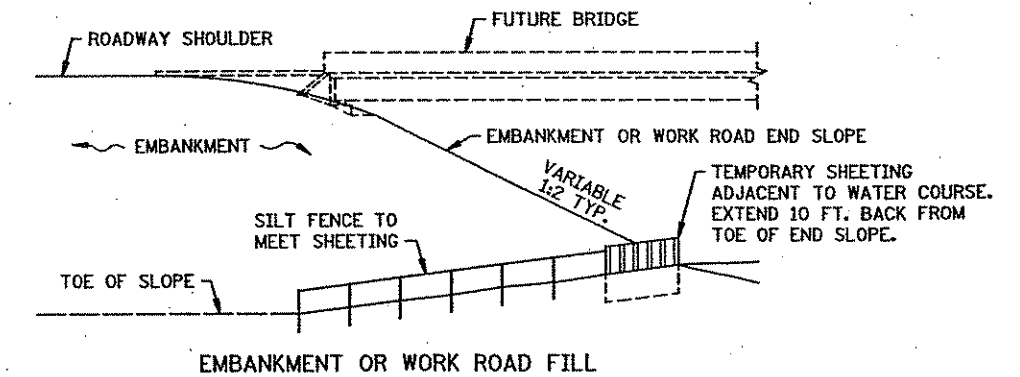 FUTURE BRIDGE
ROADWAY SHOULDER
EMBANKMENT
EMBANKMENT OR WORK ROAD END SLOPE
VARIABLE
1:2 TYP.
TEMPORARY SHEETING
ADJACENT TO WATER COURSE.
EXTEND 10 FT. BACK FROM
TOE OF END SLOPE.
SILT FENCE TO
MEET SHEETING
TOE OF SLOPE
EMBANKMENT OR WORK ROAD FILL